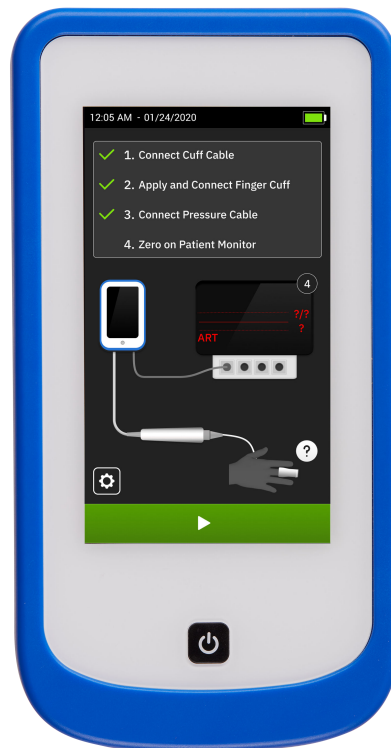 12:05 AM - 01/24/2020
1. Connect Cuff Cable
2. Apply and Connect Finger Cuff
3. Connect Pressure Cable
4. Zero on Patient Monitor
4
?/?
?
ART
?